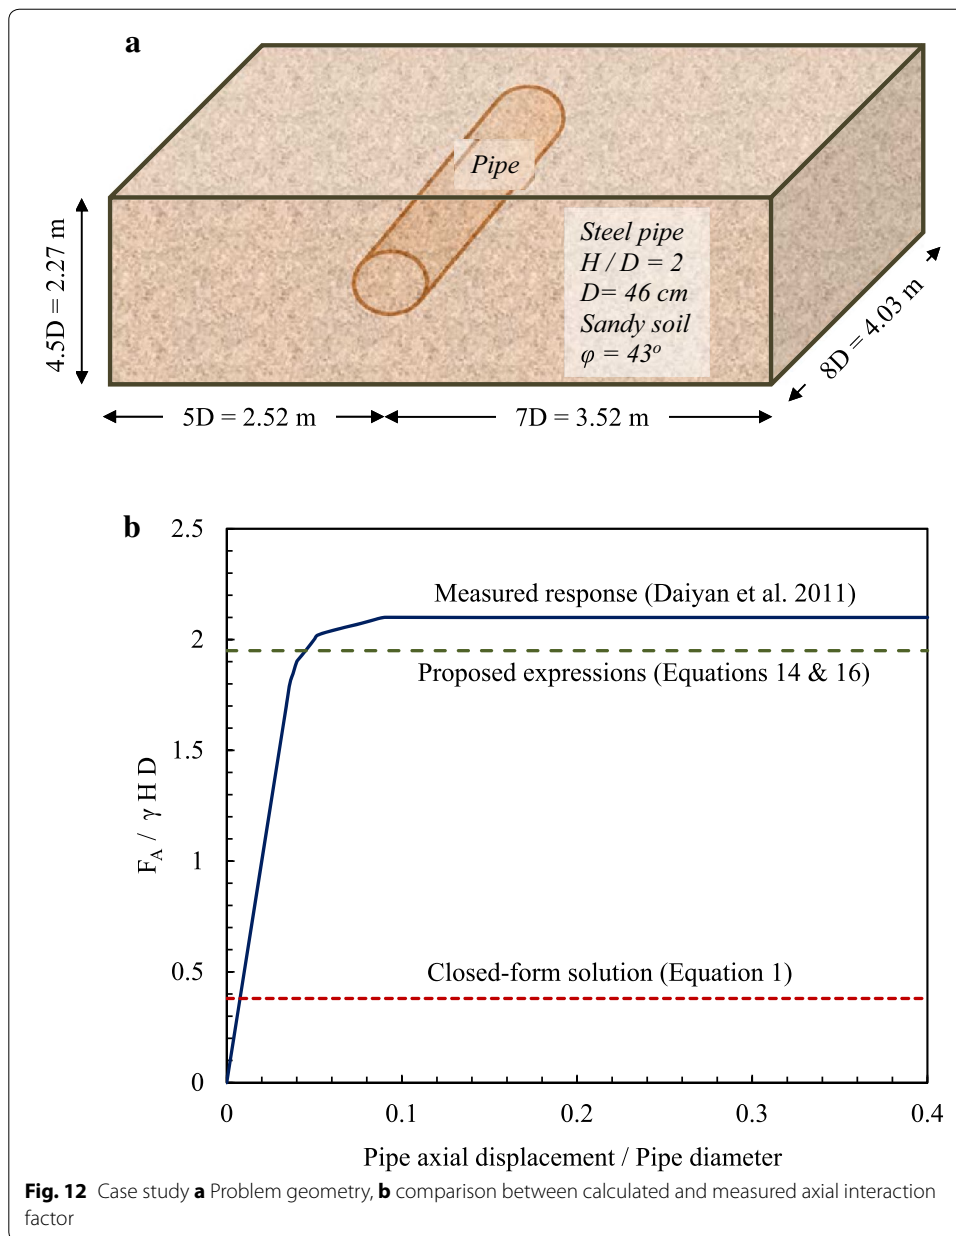 a
Pipe
Steel pipe
H / D = 2
D= 46 cm
Sandy soil
φ = 43º
4.5D = 2.27 m
8D = 4.03 m
5D = 2.52 m
7D = 3.52 m
b
2.5
2
1.5
1
0.5
0
F_A / γ H D
Measured response (Daiyan et al. 2011)
Proposed expressions (Equations 14 & 16)
Closed-form solution (Equation 1)
0 0.1 0.2 0.3 0.4
Pipe axial displacement / Pipe diameter
Fig. 12 Case study a Problem geometry, b comparison between calculated and measured axial interaction
factor